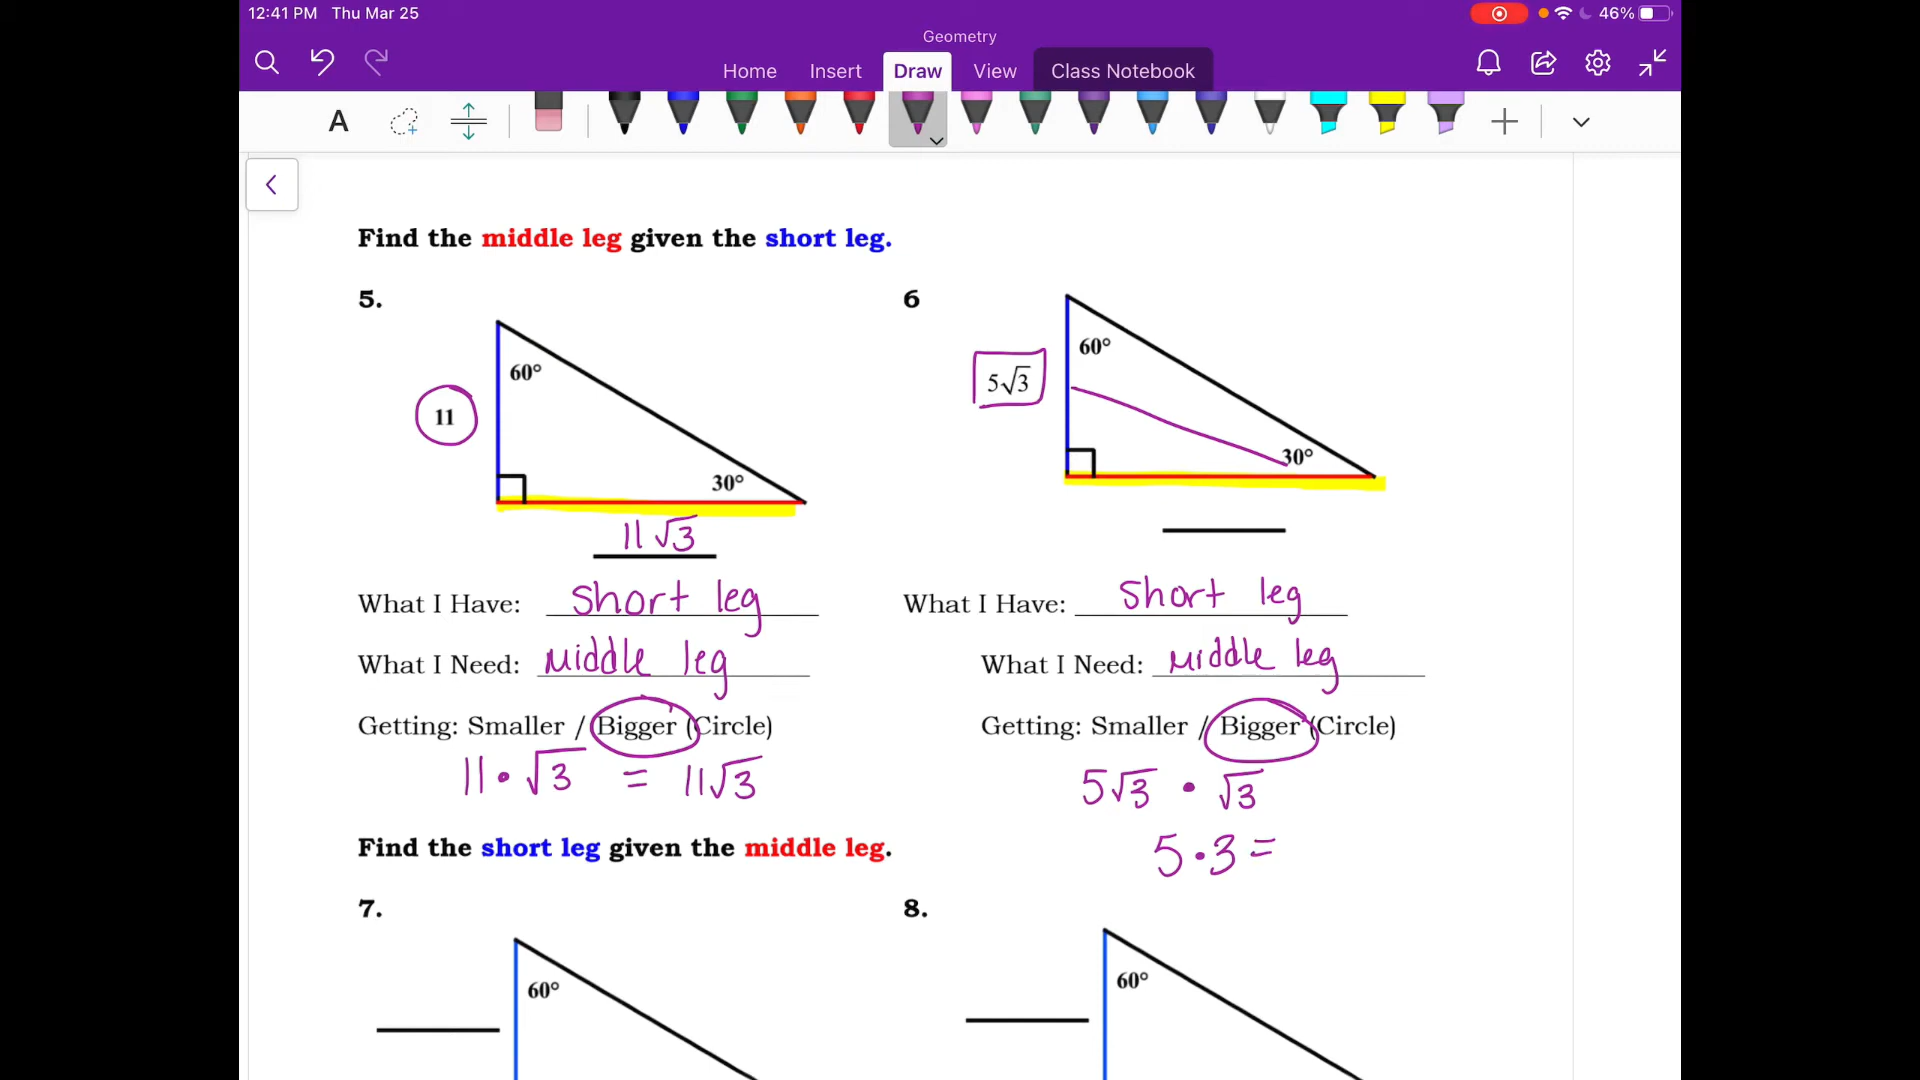 12:41 PM Thu Mar 25
46%
Geometry
Home Insert Draw View Class Notebook
A
Find the middle leg given the short leg.
5.
60°
11
30°
11√3
What I Have: short leg
What I Need: middle leg
Getting: Smaller / Bigger (Circle)
11 • √3 = 11√3
6
60°
5√3
30°
What I Have: short leg
What I Need: middle leg
Getting: Smaller / Bigger (Circle)
5√3 • √3
5 • 3 =
Find the short leg given the middle leg.
7.
60°
8.
60°